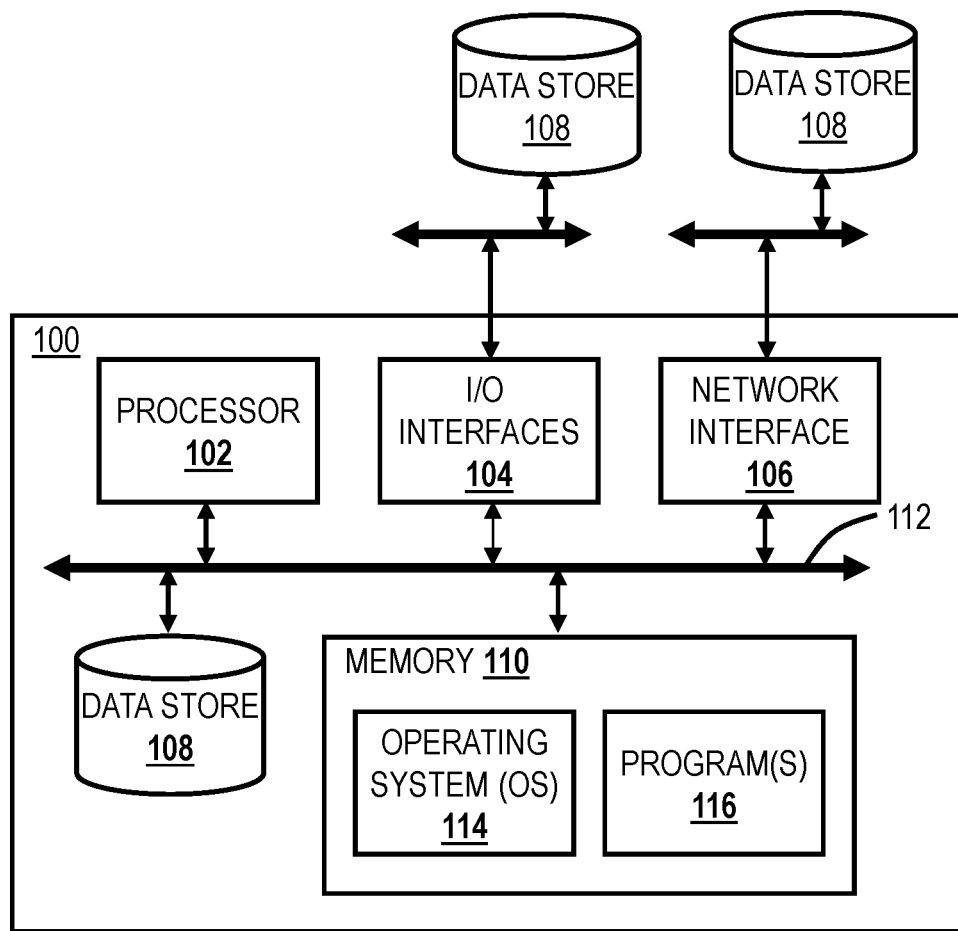 DATA STORE
108
DATA STORE
108
100
PROCESSOR
102
I/O
INTERFACES
104
NETWORK
INTERFACE
106
112
DATA STORE
108
MEMORY 110
OPERATING
SYSTEM (OS)
114
PROGRAM(S)
116